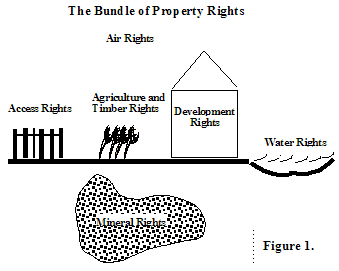 The Bundle of Property Rights
Air Rights
Access Rights
Agriculture and
Timber Rights
Development
Rights
Water Rights
Mineral Rights
Figure 1.